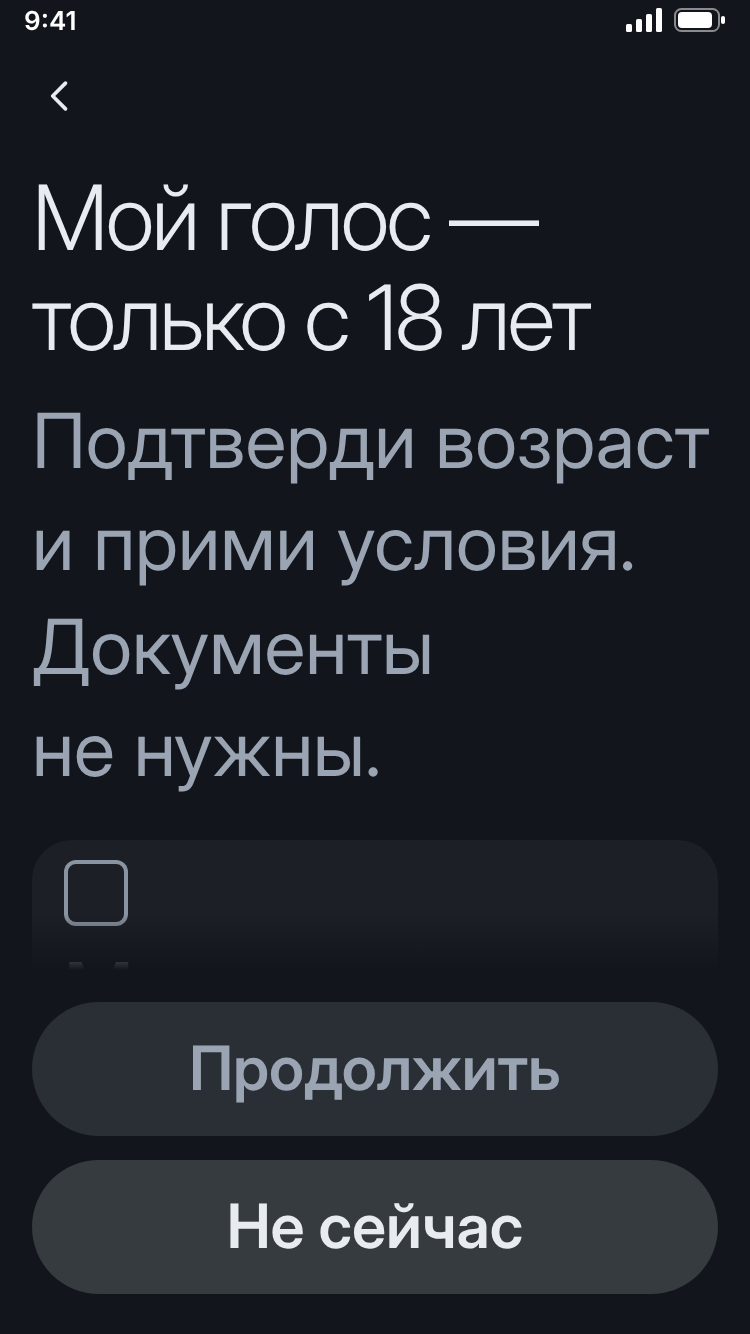 9:41
Мой голос —
только с 18 лет
Подтверди возраст
и прими условия.
Документы
не нужны.
Продолжить
Не сейчас